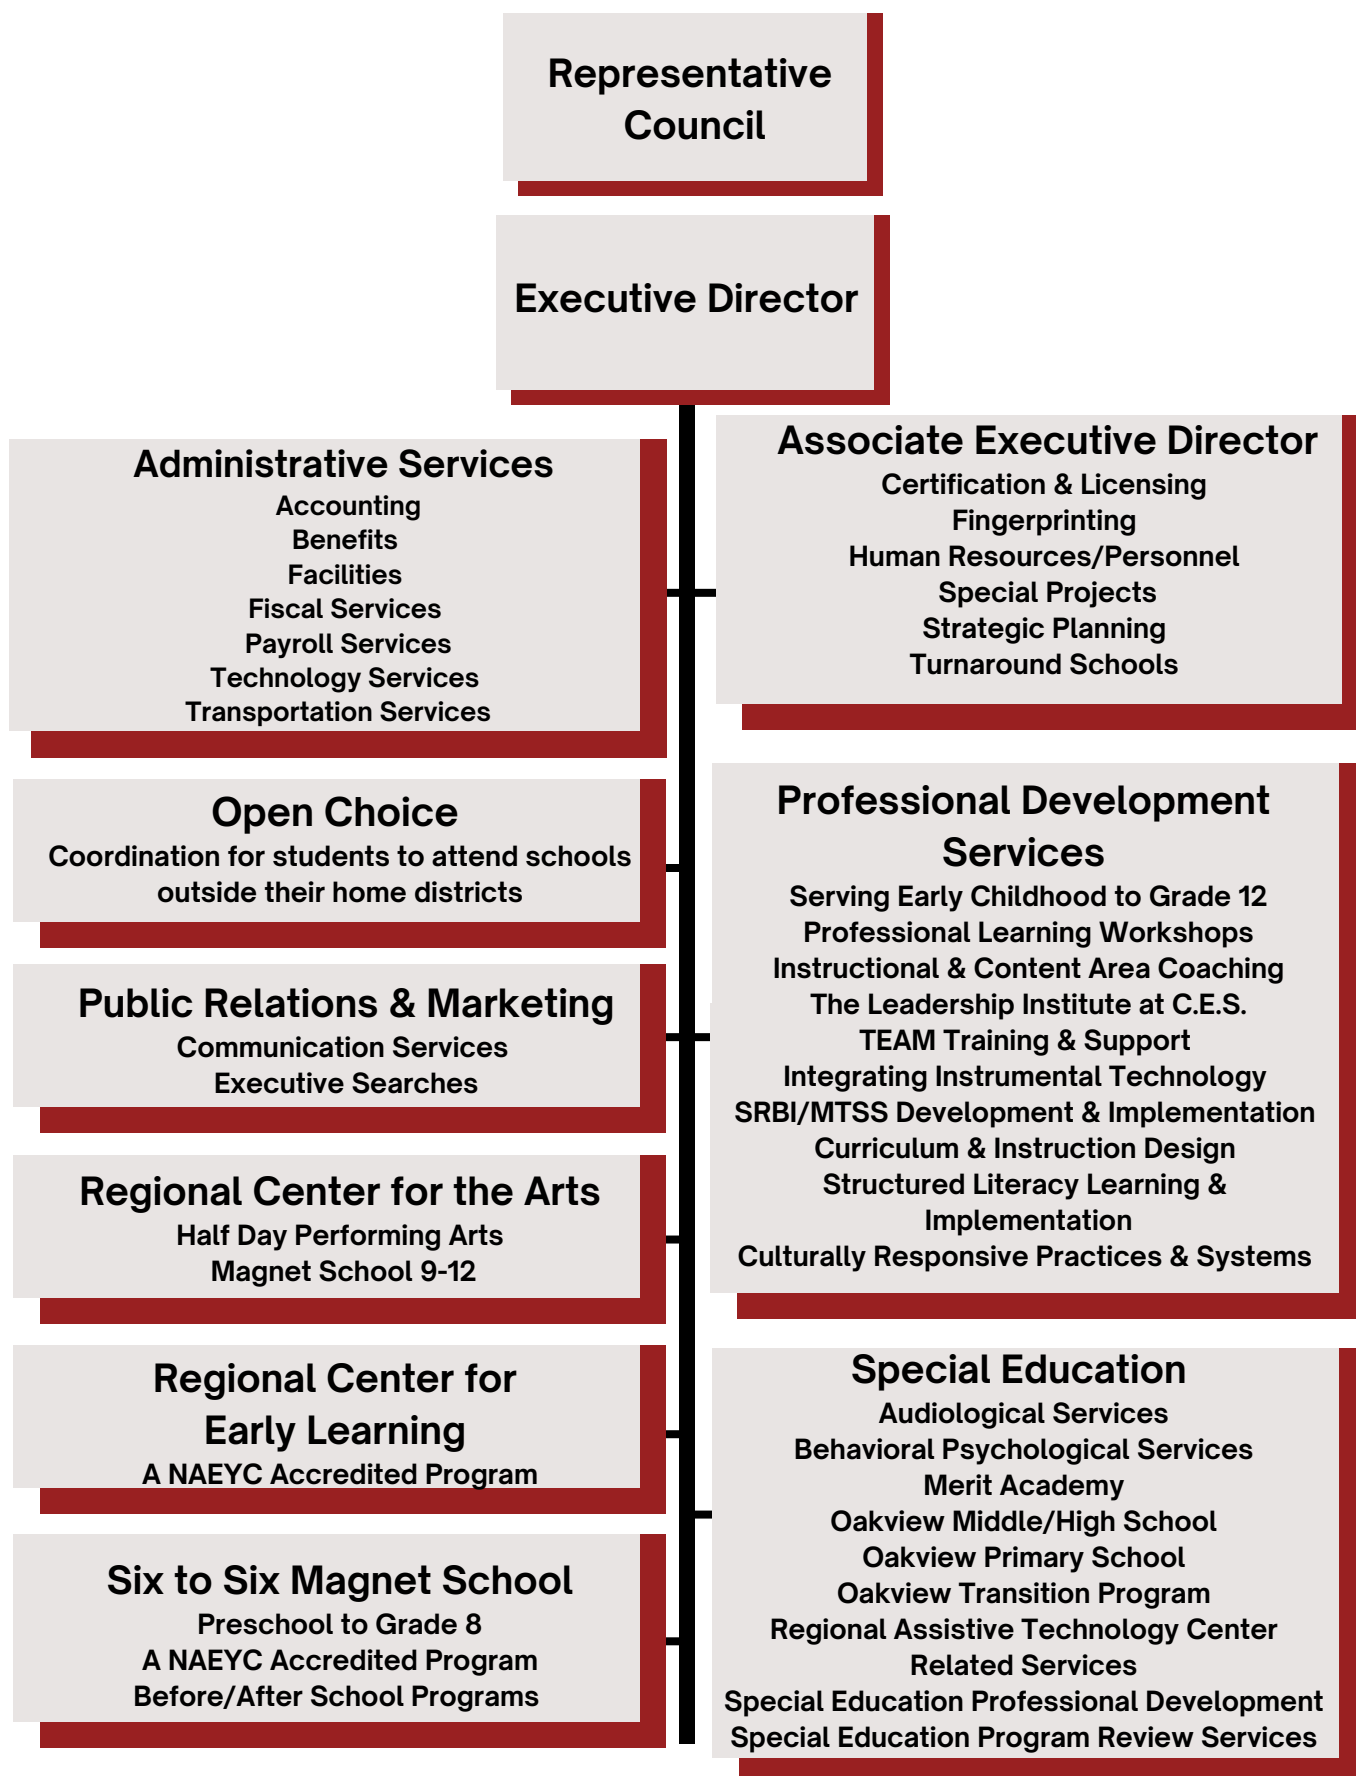 Representative
Council
Executive Director
Administrative Services
Accounting
Benefits
Facilities
Fiscal Services
Payroll Services
Technology Services
Transportation Services
Associate Executive Director
Certification & Licensing
Fingerprinting
Human Resources/Personnel
Special Projects
Strategic Planning
Turnaround Schools
Open Choice
Coordination for students to attend schools
outside their home districts
Professional Development
Services
Serving Early Childhood to Grade 12
Professional Learning Workshops
Instructional & Content Area Coaching
The Leadership Institute at C.E.S.
TEAM Training & Support
Integrating Instrumental Technology
SRBI/MTSS Development & Implementation
Curriculum & Instruction Design
Structured Literacy Learning &
Implementation
Culturally Responsive Practices & Systems
Public Relations & Marketing
Communication Services
Executive Searches
Regional Center for the Arts
Half Day Performing Arts
Magnet School 9-12
Regional Center for
Early Learning
A NAEYC Accredited Program
Special Education
Audiological Services
Behavioral Psychological Services
Merit Academy
Oakview Middle/High School
Oakview Primary School
Oakview Transition Program
Regional Assistive Technology Center
Related Services
Special Education Professional Development
Special Education Program Review Services
Six to Six Magnet School
Preschool to Grade 8
A NAEYC Accredited Program
Before/After School Programs